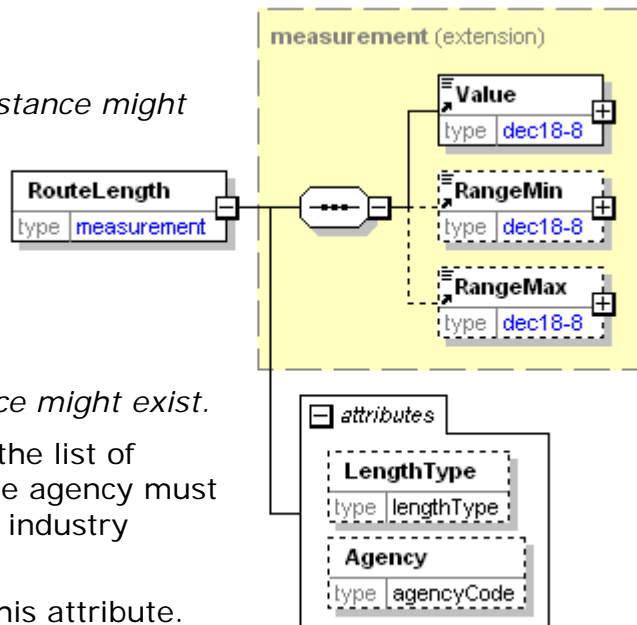 measurement (extension)
stance might
Value
type dec18-8
RouteLength
type measurement
RangeMin
type dec18-8
RangeMax
type dec18-8
ce might exist.
attributes
the list of
LengthType
e agency must
type lengthType
industry
Agency
type agencyCode
his attribute.